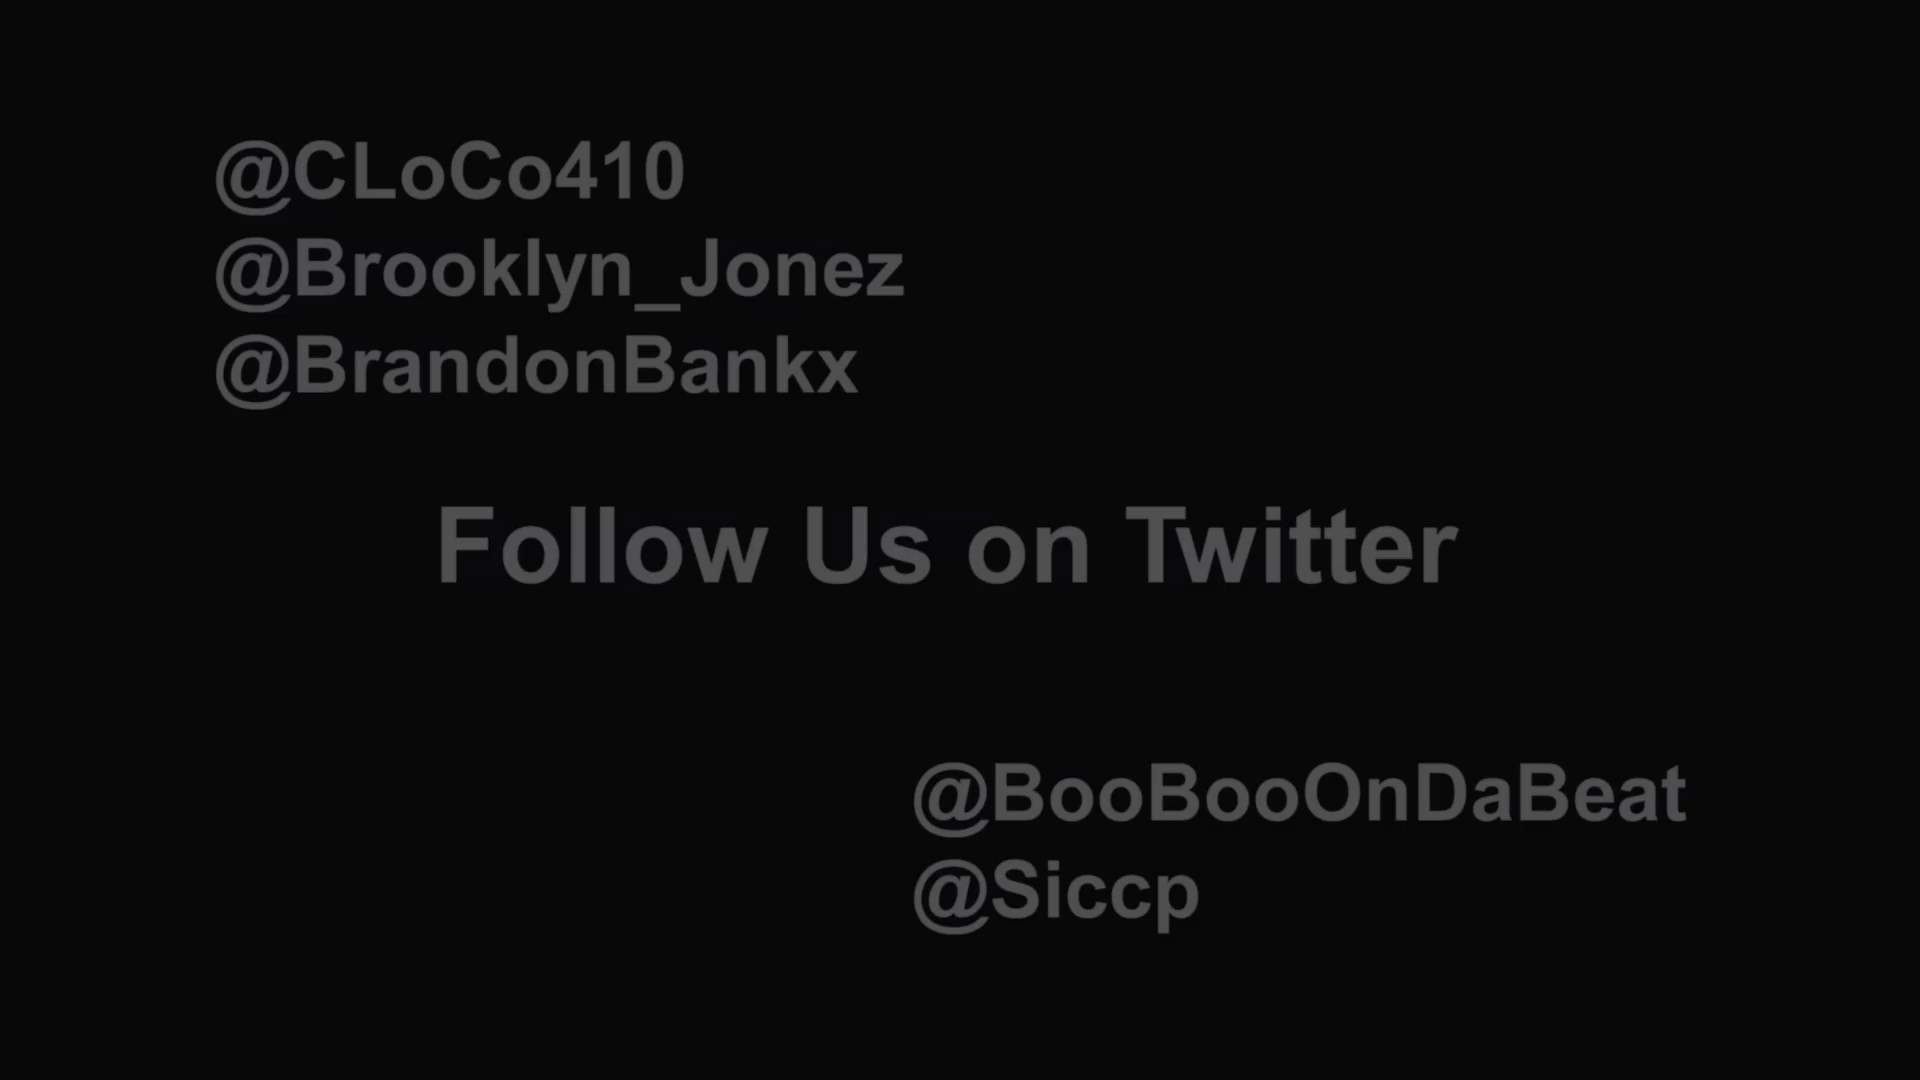 @CLoCo410
@Brooklyn_Jonez
@BrandonBankx
Follow Us on Twitter
@BooBooOnDaBeat
@Siccp